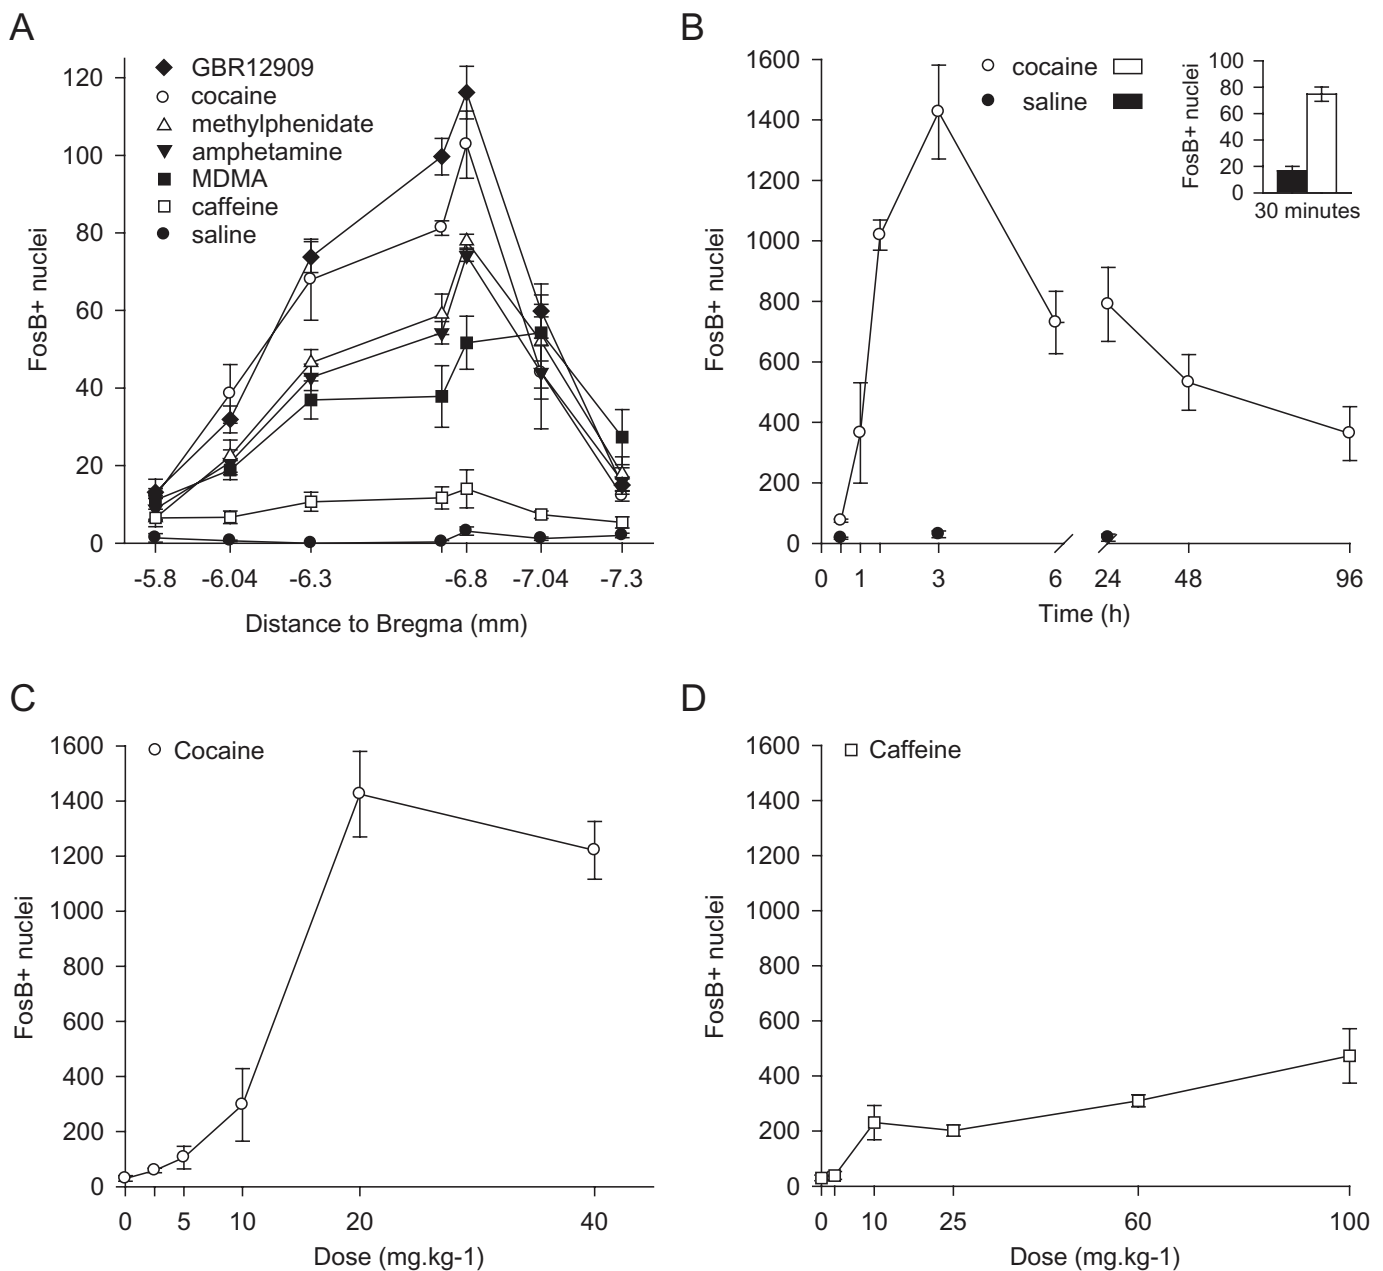 A
GBR12909
cocaine
methylphenidate
amphetamine
MDMA
caffeine
saline
120
100
80
60
40
20
0
FosB+ nuclei
-5.8 -6.04 -6.3 -6.8 -7.04 -7.3
Distance to Bregma (mm)
B
cocaine
saline
1600
1400
1200
1000
800
600
400
200
0
FosB+ nuclei
0 1 3 6 24 48 96
Time (h)
100
80
60
40
20
0
FosB+ nuclei
30 minutes
C
Cocaine
1600
1400
1200
1000
800
600
400
200
0
FosB+ nuclei
0 5 10 20 40
Dose (mg.kg-1)
D
Caffeine
1600
1400
1200
1000
800
600
400
200
0
FosB+ nuclei
0 10 25 60 100
Dose (mg.kg-1)